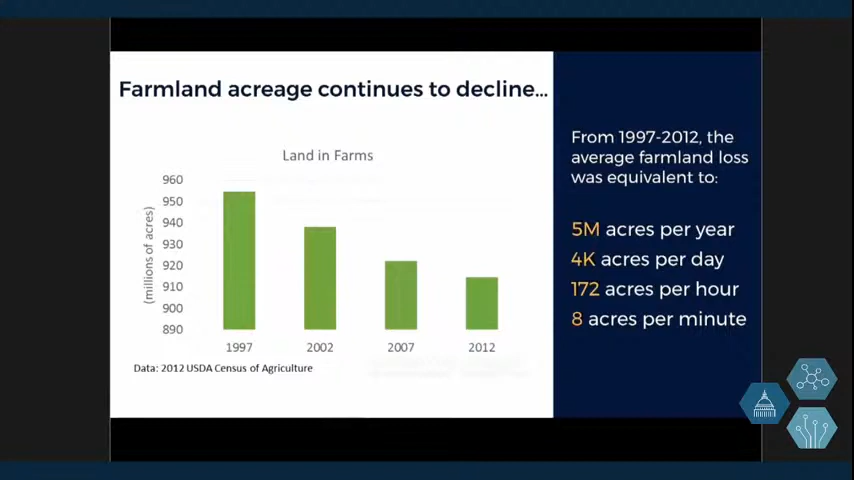 Farmland acreage continues to decline…
Land in Farms
(millions of acres)
960
950
940
930
920
910
900
890
1997
2002
2007
2012
Data: 2012 USDA Census of Agriculture
From 1997-2012, the
average farmland loss
was equivalent to:
5M acres per year
4K acres per day
172 acres per hour
8 acres per minute